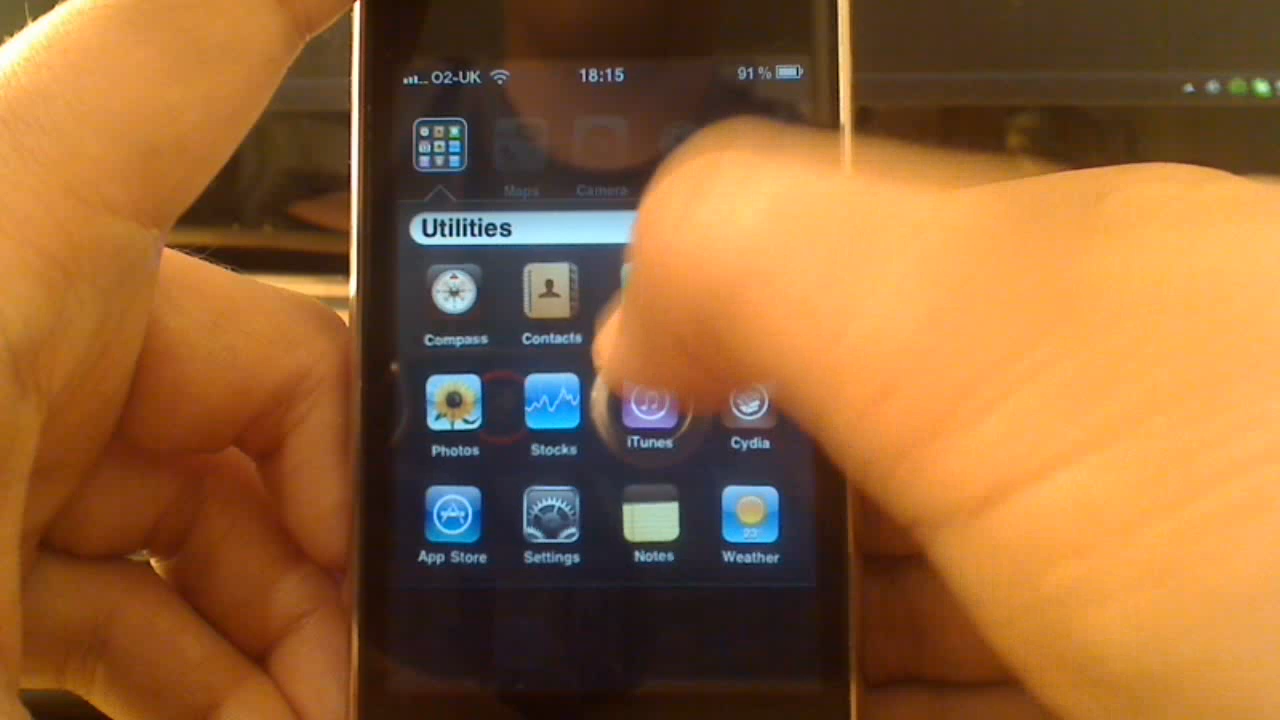 O2-UK 18:15 91%
Maps Camera
Utilities
Compass Contacts
Photos Stocks iTunes Cydia
App Store Settings Notes Weather
23°